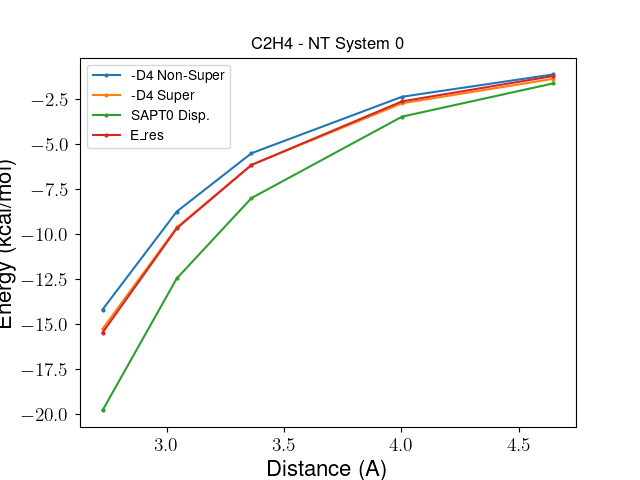 C2H4 - NT System 0
-D4 Non-Super
-D4 Super
SAPT0 Disp.
E_res
Energy (kcal/mol)
−2.5
−5.0
−7.5
−10.0
−12.5
−15.0
−17.5
−20.0
3.0 3.5 4.0 4.5
Distance (A)